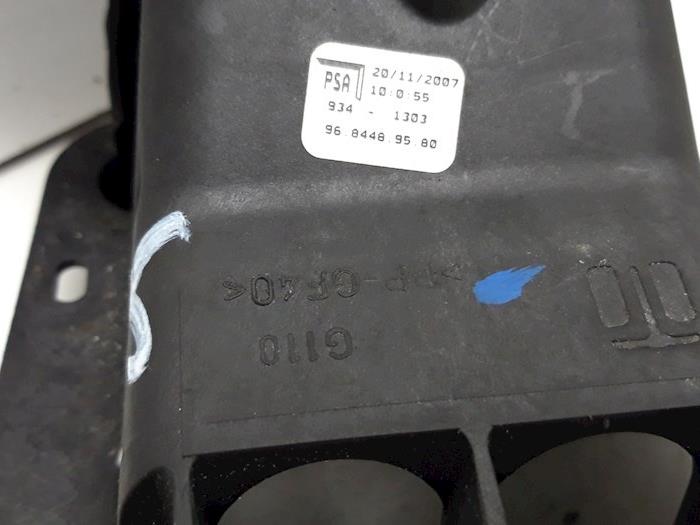 PSA
20/11/2007
10:0:55
934 - 1303
96.8448.95.80
>PP-GF40<
G110